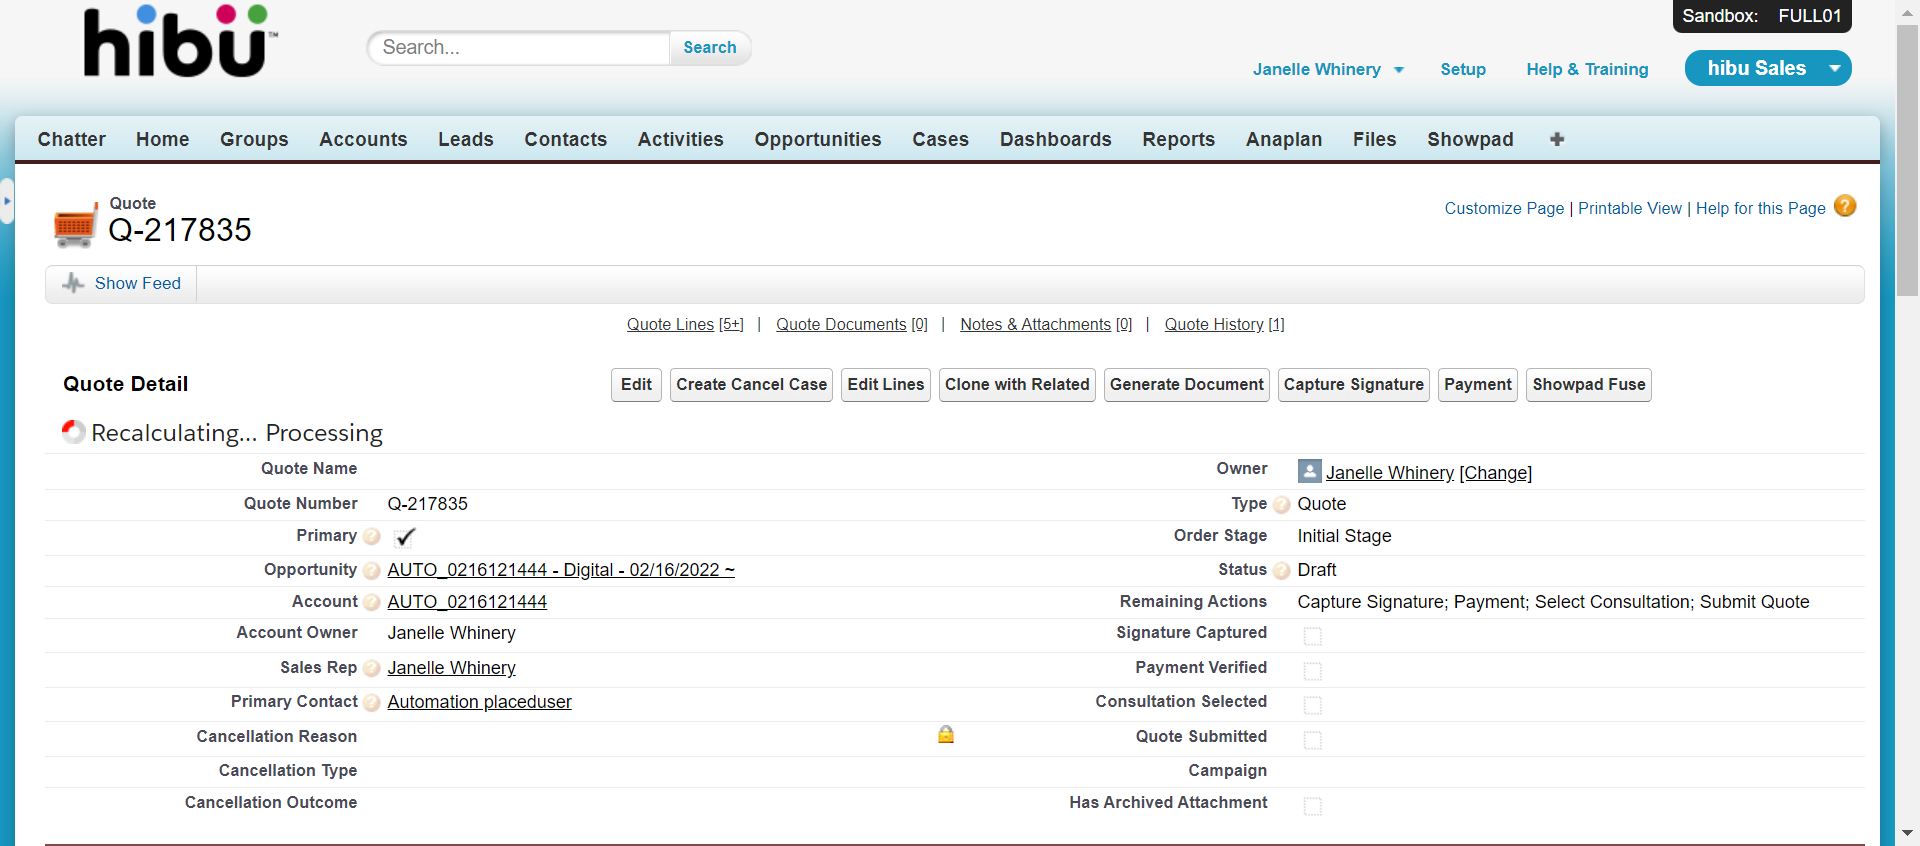 hibu™
Search...
Search
Sandbox: FULL01
Janelle Whinery
Setup
Help & Training
hibu Sales
Chatter Home Groups Accounts Leads Contacts Activities Opportunities Cases Dashboards Reports Anaplan Files Showpad
Quote
Q-217835
Customize Page | Printable View | Help for this Page ?
Show Feed
Quote Lines [5+] | Quote Documents [0] | Notes & Attachments [0] | Quote History [1]
Quote Detail
Edit Create Cancel Case Edit Lines Clone with Related Generate Document Capture Signature Payment Showpad Fuse
Recalculating... Processing
Quote Name
Owner Janelle Whinery [Change]
Quote Number Q-217835
Type ? Quote
Primary ?
Order Stage Initial Stage
Opportunity ? AUTO_0216121444 - Digital - 02/16/2022 ~
Status ? Draft
Account ? AUTO_0216121444
Remaining Actions Capture Signature; Payment; Select Consultation; Submit Quote
Account Owner Janelle Whinery
Signature Captured
Sales Rep ? Janelle Whinery
Payment Verified
Primary Contact ? Automation placeduser
Consultation Selected
Cancellation Reason
Quote Submitted
Cancellation Type
Campaign
Cancellation Outcome
Has Archived Attachment